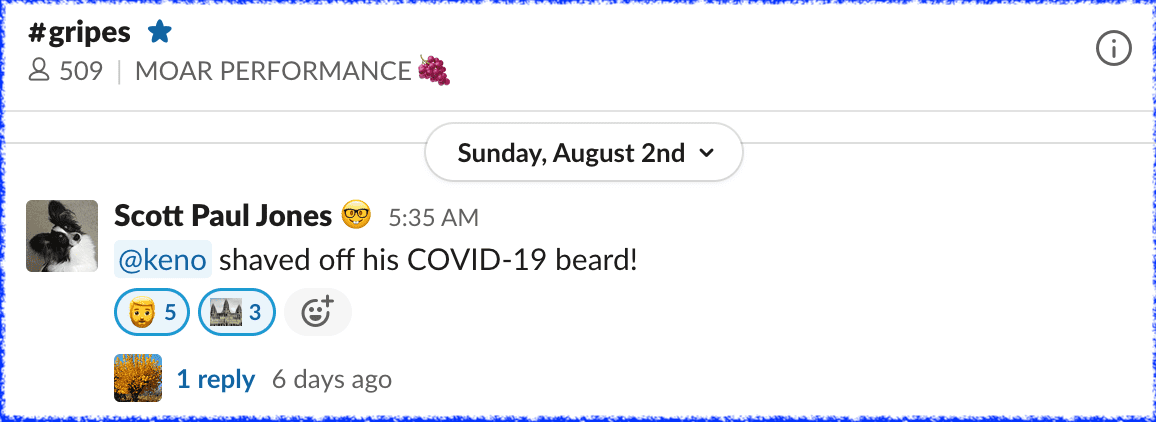 #gripes
509 | MOAR PERFORMANCE
Sunday, August 2nd
Scott Paul Jones 5:35 AM
@keno shaved off his COVID-19 beard!
5 3
1 reply 6 days ago